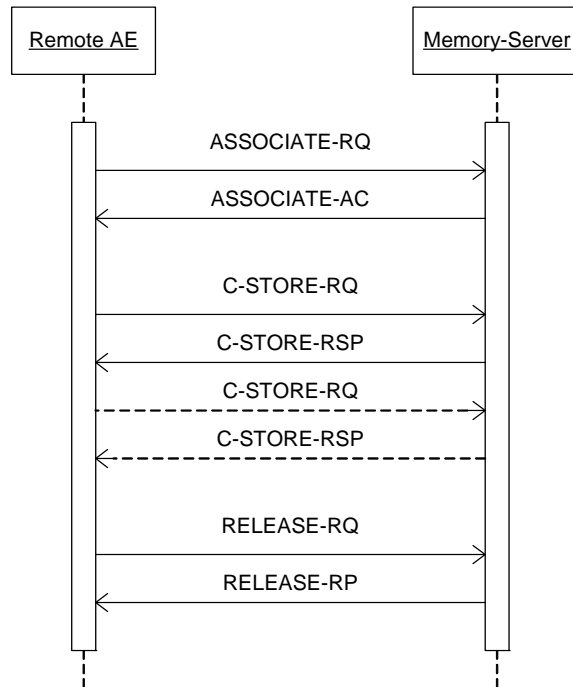 Remote AE
Memory-Server
ASSOCIATE-RQ
ASSOCIATE-AC
C-STORE-RQ
C-STORE-RSP
C-STORE-RQ
C-STORE-RSP
RELEASE-RQ
RELEASE-RP